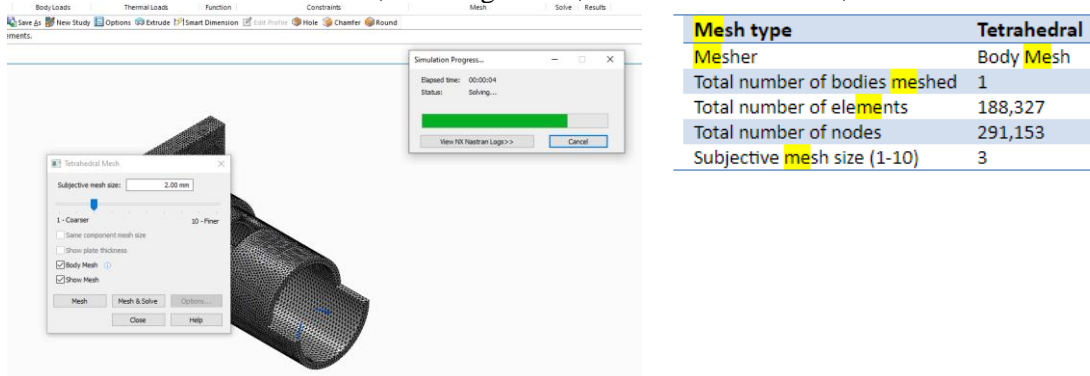 Body Loads Thermal Loads Function Constraints Mesh Solve Results
Save As New Study Options Extrude Smart Dimension Edit Profile Hole Chamfer Round
ements.
Simulation Progress...
Elapsed time: 00:00:04
Status: Solving...
View NX Nastran Logs>> Cancel
Tetrahedral Mesh
Subjective mesh size: 2.00 mm
1 - Coarser 10 - Finer
Same component mesh size
Show plate thickness
Body Mesh
Show Mesh
Mesh Mesh & Solve Options...
Close Help
Mesh type Tetrahedral
Mesher Body Mesh
Total number of bodies meshed 1
Total number of elements 188,327
Total number of nodes 291,153
Subjective mesh size (1-10) 3